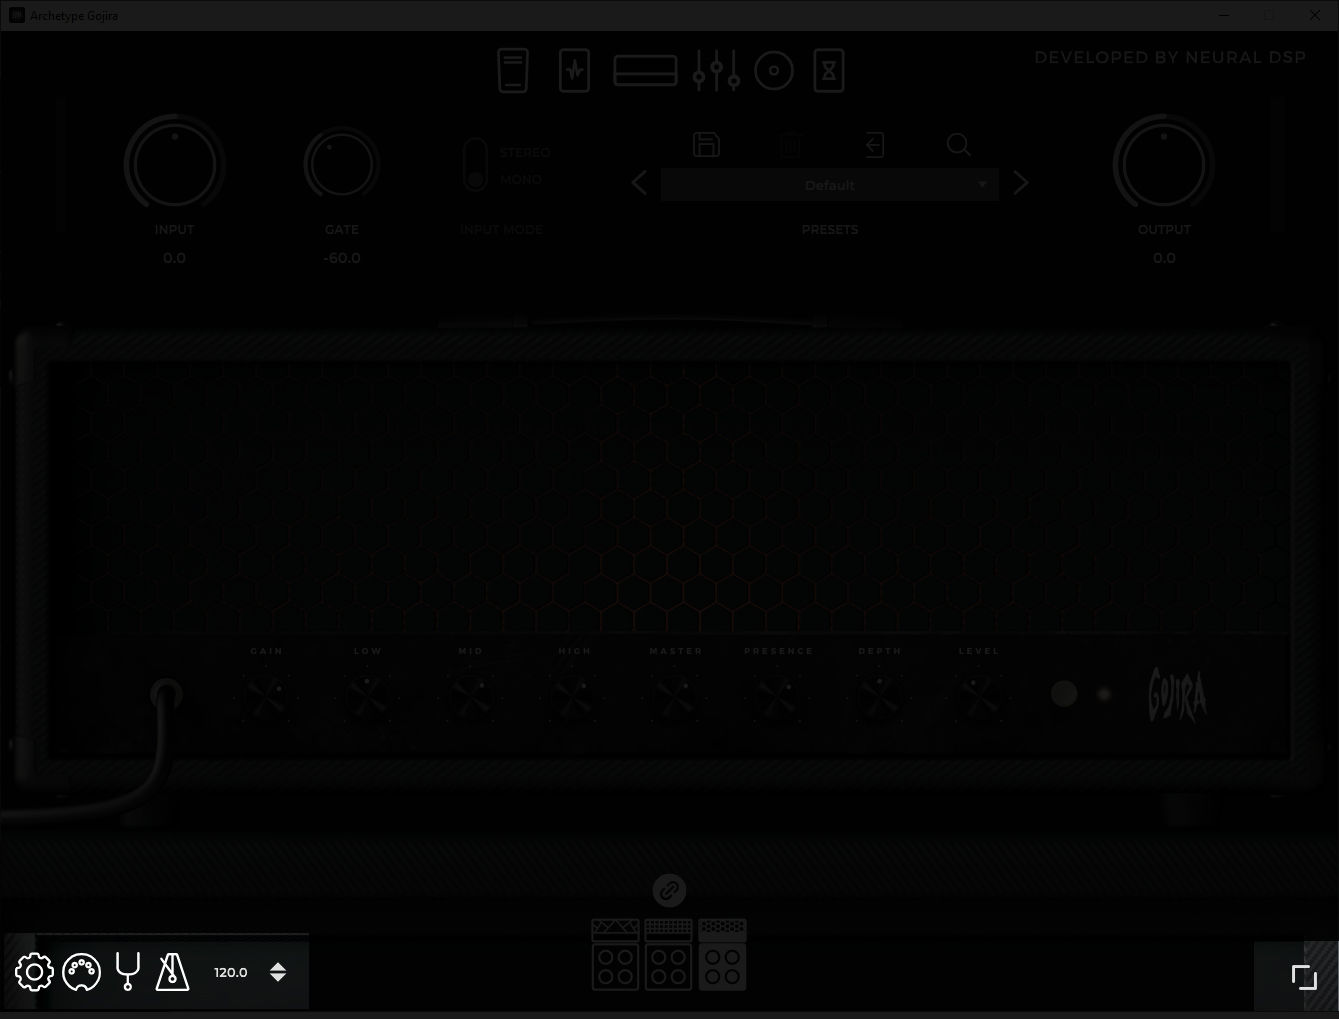 Archetype Gojira
DEVELOPED BY NEURAL DSP
STEREO
MONO
Default
INPUT
GATE
INPUT MODE
PRESETS
OUTPUT
0.0
-60.0
0.0
GAIN
LOW
MID
HIGH
MASTER
PRESENCE
DEPTH
LEVEL
GOJIRA
120.0